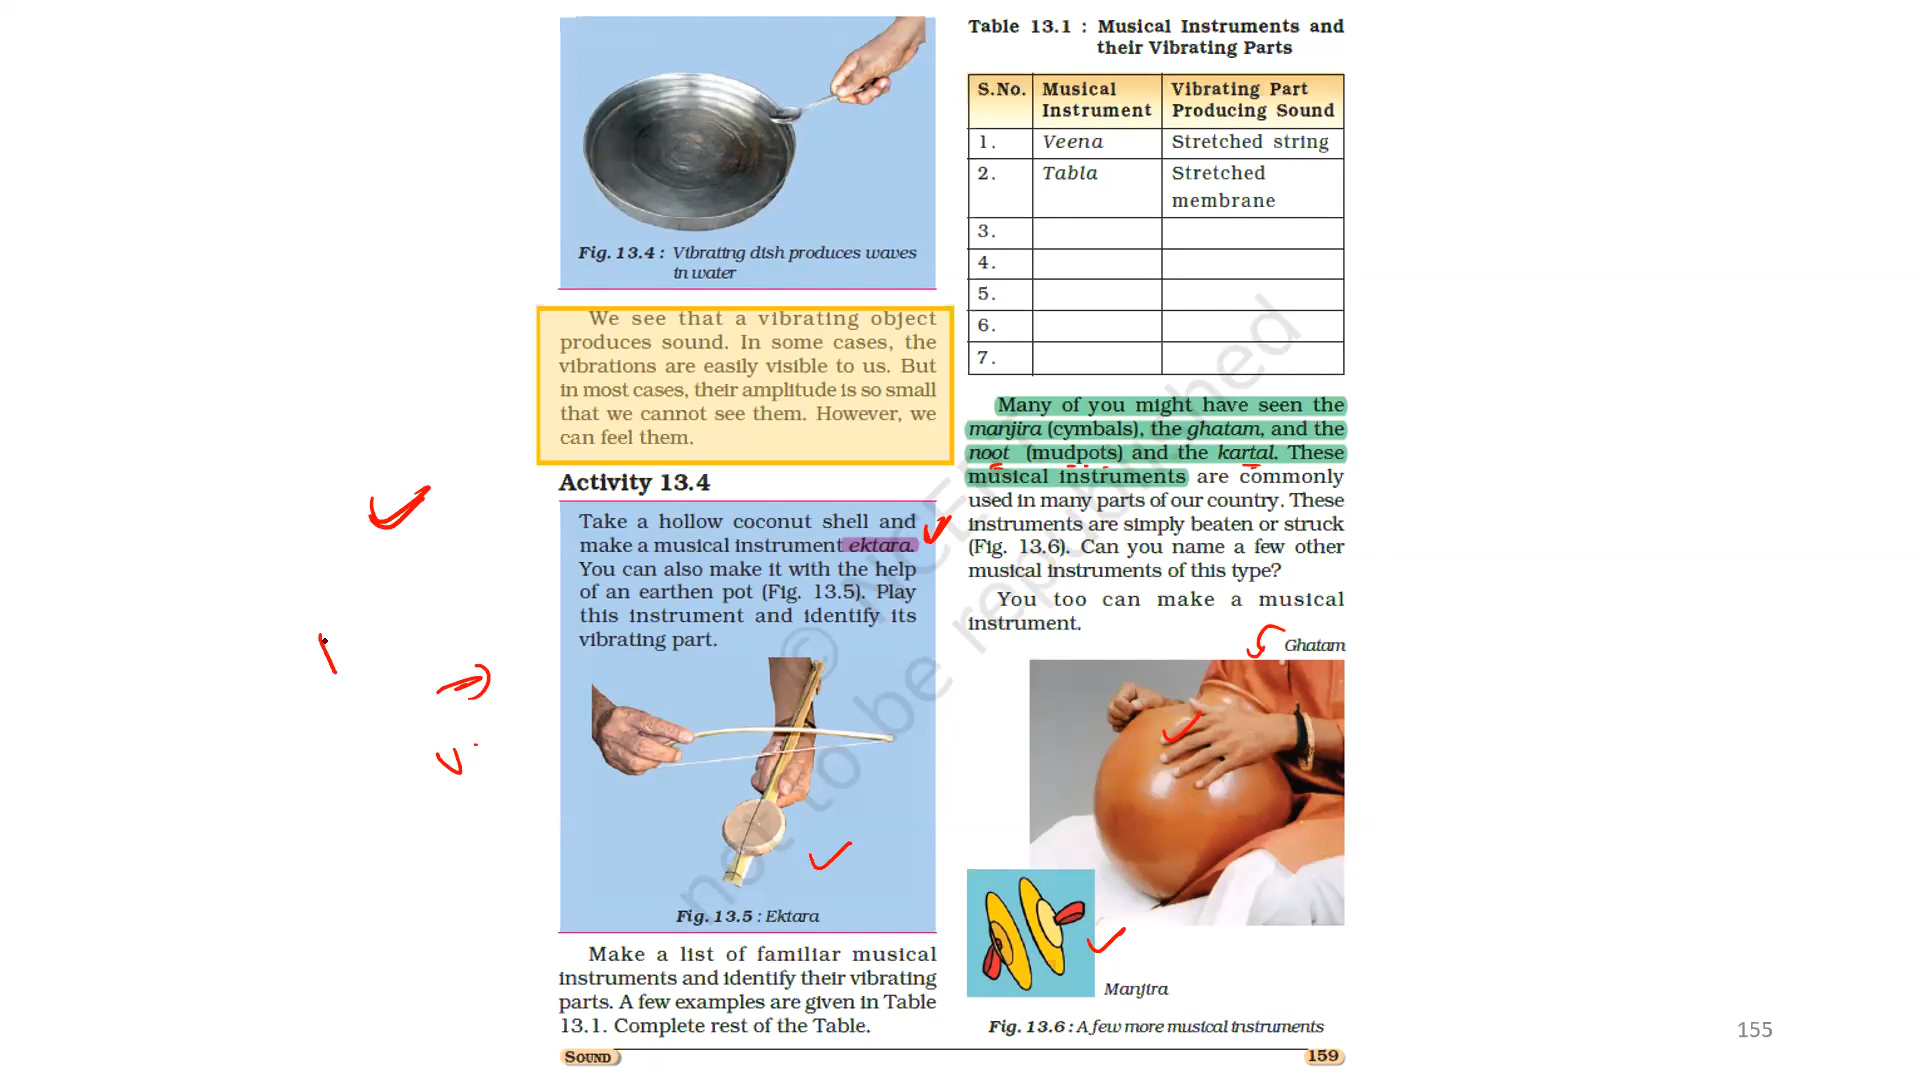 Fig. 13.4 : Vibrating dish produces waves
in water
We see that a vibrating object
produces sound. In some cases, the
vibrations are easily visible to us. But
in most cases, their amplitude is so small
that we cannot see them. However, we
can feel them.
Activity 13.4
Take a hollow coconut shell and
make a musical instrument ektara.
You can also make it with the help
of an earthen pot (Fig. 13.5). Play
this instrument and identify its
vibrating part.
Fig. 13.5 : Ektara
Make a list of familiar musical
instruments and identify their vibrating
parts. A few examples are given in Table
13.1. Complete rest of the Table.
Table 13.1 : Musical Instruments and
their Vibrating Parts
S.No. Musical Instrument Vibrating Part Producing Sound
1. Veena Stretched string
2. Tabla Stretched
membrane
3.
4.
5.
6.
7.
Many of you might have seen the
manjira (cymbals), the ghatam, and the
noot (mudpots) and the kartal. These
musical instruments are commonly
used in many parts of our country. These
instruments are simply beaten or struck
(Fig. 13.6). Can you name a few other
musical instruments of this type?
You too can make a musical
instrument.
Ghatam
Manjira
Fig. 13.6 : A few more musical instruments
SOUND
159
155
© NCERT
not to be republished